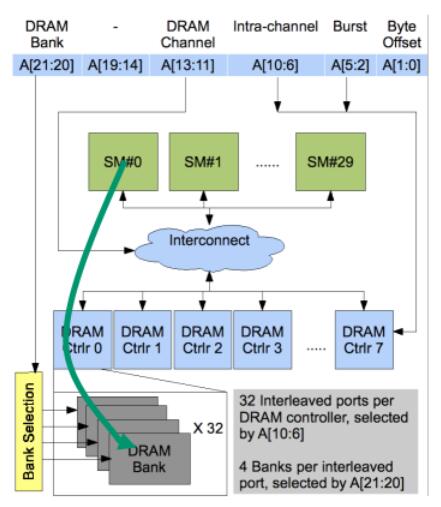 DRAM Bank
-
DRAM Channel
Intra-channel
Burst
Byte Offset
A[21:20]
A[19:14]
A[13:11]
A[10:6]
A[5:2]
A[1:0]
SM#0
SM#1
......
SM#29
Interconnect
DRAM Ctrlr 0
DRAM Ctrlr 1
DRAM Ctrlr 2
DRAM Ctrlr 3
.....
DRAM Ctrlr 7
Bank Selection
X 32
DRAM Bank
32 Interleaved ports per
DRAM controller, selected
by A[10:6]
4 Banks per interleaved
port, selected by A[21:20]